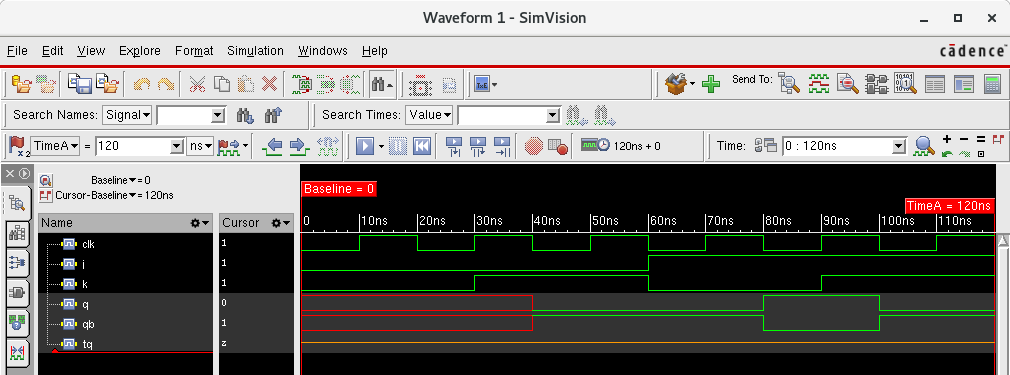 Waveform 1 - SimVision
File Edit View Explore Format Simulation Windows Help
cādence
Send To:
Search Names: Signal Search Times: Value
x2 TimeA = 120 ns 120ns + 0 Time: 0 : 120ns
Baseline = 0
Cursor-Baseline = 120ns
Baseline = 0
TimeA = 120ns
Name Cursor 0 10ns 20ns 30ns 40ns 50ns 60ns 70ns 80ns 90ns 100ns 110ns
clk 1
j 1
k 1
q 0
qb 1
tq z